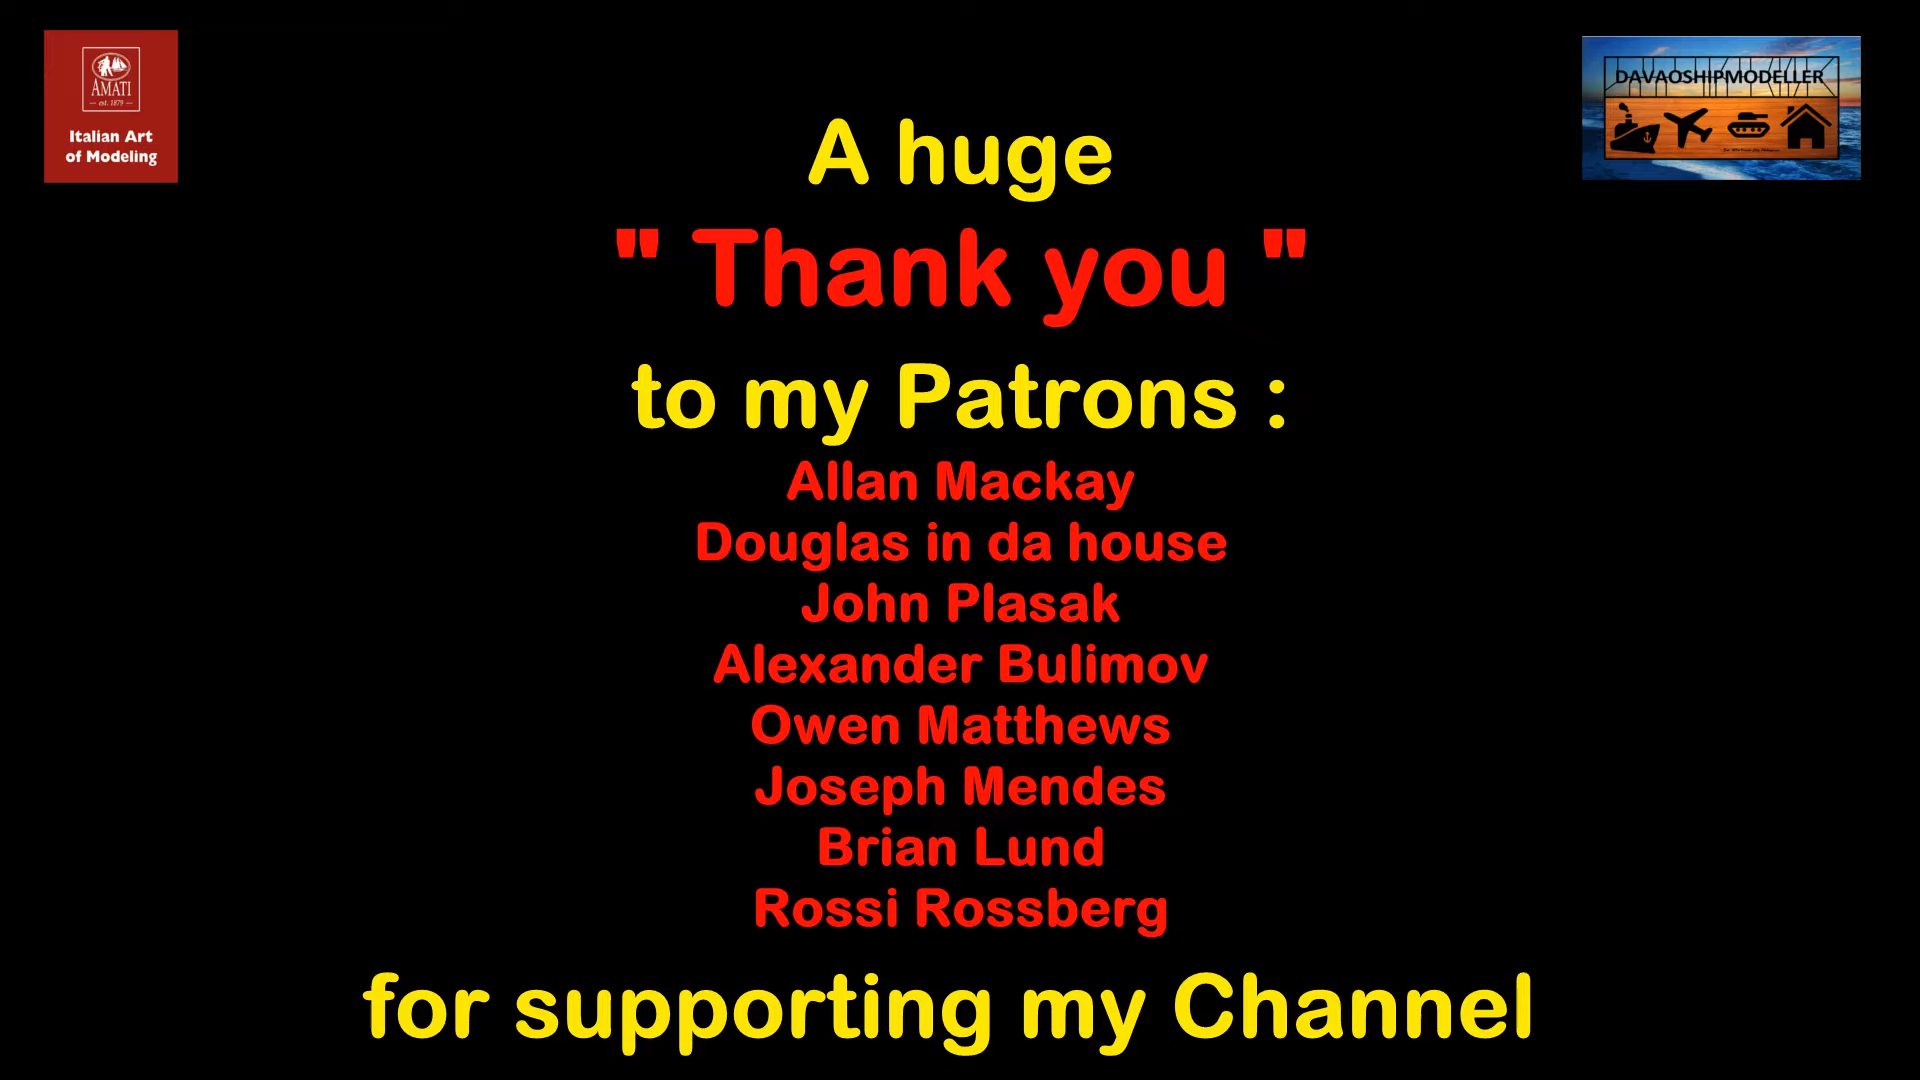 AMATI
est. 1879
Italian Art
of Modeling
DAVAOSHIPMODELLER
A huge
" Thank you "
to my Patrons :
Allan Mackay
Douglas in da house
John Plasak
Alexander Bulimov
Owen Matthews
Joseph Mendes
Brian Lund
Rossi Rossberg
for supporting my Channel